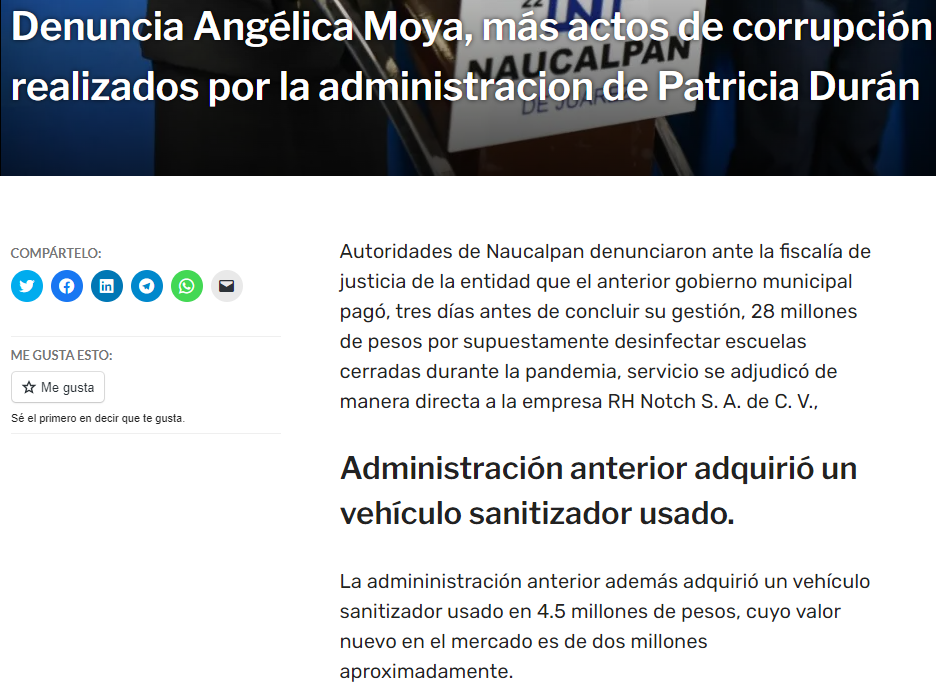 Denuncia Angélica Moya, más actos de corrupción
realizados por la administracion de Patricia Durán
22
NAUCALPAN
DE JUÁREZ
COMPÁRTELO:
ME GUSTA ESTO:
Me gusta
Sé el primero en decir que te gusta.
Autoridades de Naucalpan denunciaron ante la fiscalía de
justicia de la entidad que el anterior gobierno municipal
pagó, tres días antes de concluir su gestión, 28 millones
de pesos por supuestamente desinfectar escuelas
cerradas durante la pandemia, servicio se adjudicó de
manera directa a la empresa RH Notch S. A. de C. V.,
Administración anterior adquirió un
vehículo sanitizador usado.
La admininistración anterior además adquirió un vehículo
sanitizador usado en 4.5 millones de pesos, cuyo valor
nuevo en el mercado es de dos millones
aproximadamente.